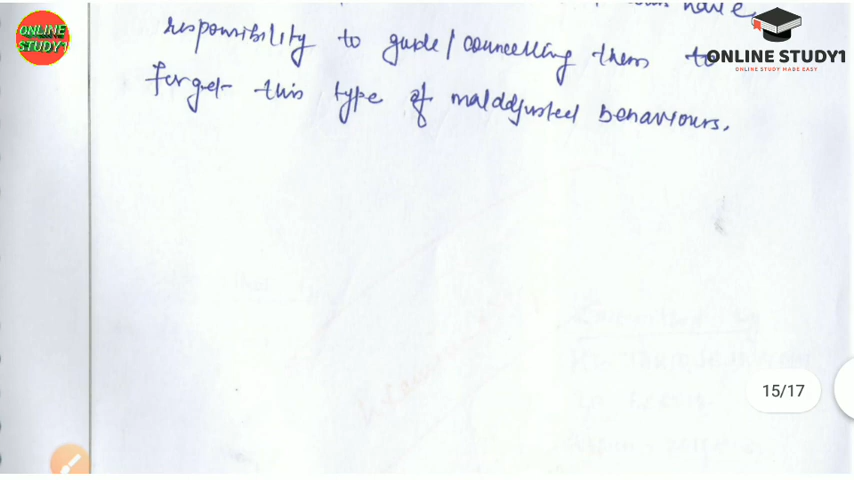 have
ONLINE
STUDY1
responsibility to guide/councelling them to
ONLINE STUDY1
ONLINE STUDY MADE EASY
forget this type of maladjusted behaviours.
15/17